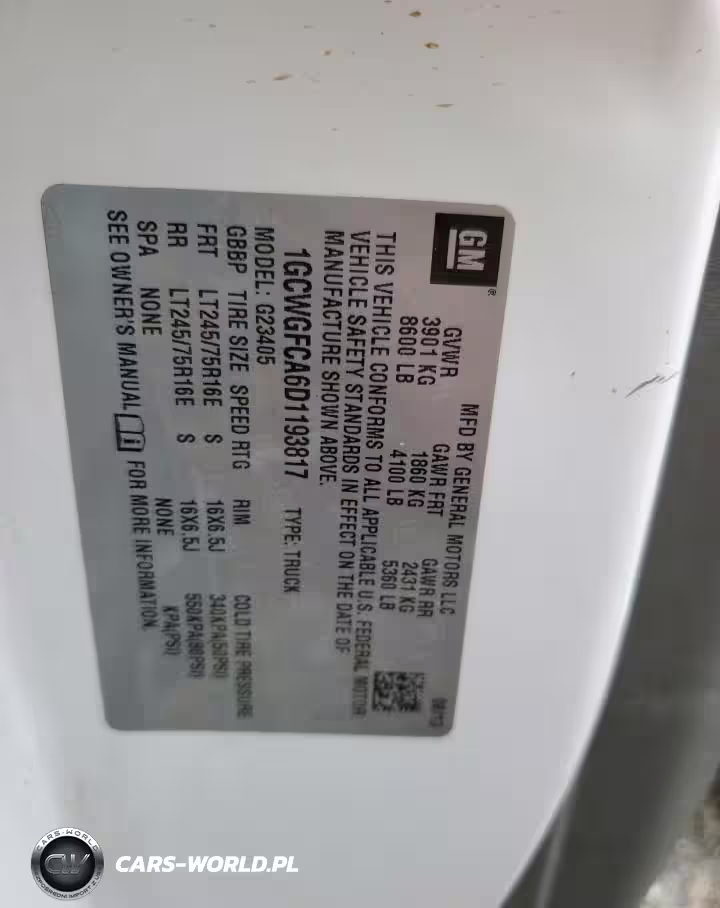 GM®
MFD BY GENERAL MOTORS LLC
GVWR GAWR FRT GAWR RR
3901 KG 1860 KG 2431 KG
8600 LB 4100 LB 5360 LB
THIS VEHICLE CONFORMS TO ALL APPLICABLE U.S. FEDERAL MOTOR
VEHICLE SAFETY STANDARDS IN EFFECT ON THE DATE OF
MANUFACTURE SHOWN ABOVE.
1GCWGFCA6D1193817 TYPE: TRUCK
MODEL: G23405
GBBP TIRE SIZE SPEED RTG RIM COLD TIRE PRESSURE
FRT LT245/75R16E S 16X6.5J 340KPA(50PSI)
RR LT245/75R16E S 16X6.5J 550KPA(80PSI)
SPA NONE NONE KPA(PSI)
SEE OWNER'S MANUAL FOR MORE INFORMATION.
CARS-WORLD
CW
CARS-WORLD.PL